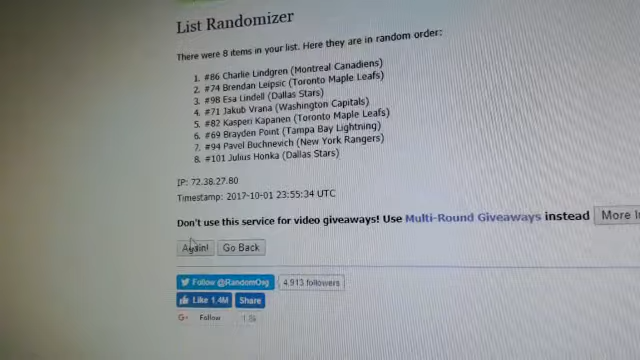 List Randomizer
There were 8 items in your list. Here they are in random order:
1. #86 Charlie Lindgren (Montreal Canadiens)
2. #74 Brendan Leipsic (Toronto Maple Leafs)
3. #98 Esa Lindell (Dallas Stars)
4. #71 Jakub Vrana (Washington Capitals)
5. #82 Kasperi Kapanen (Toronto Maple Leafs)
6. #69 Brayden Point (Tampa Bay Lightning)
7. #94 Pavel Buchnevich (New York Rangers)
8. #101 Julius Honka (Dallas Stars)
IP: 72.38.27.80
Timestamp: 2017-10-01 23:55:34 UTC
Don't use this service for video giveaways! Use Multi-Round Giveaways instead More
Again! Go Back
Follow @RandomOrg 4,913 followers
Like 1.4M Share
G+ Follow